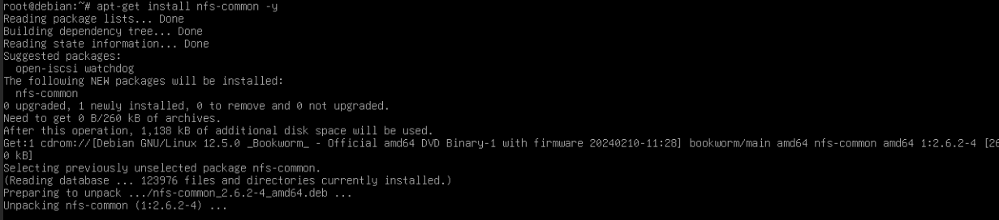 root@debian:~# apt-get install nfs-common -y
Reading package lists... Done
Building dependency tree... Done
Reading state information... Done
Suggested packages:
  open-iscsi watchdog
The following NEW packages will be installed:
  nfs-common
0 upgraded, 1 newly installed, 0 to remove and 0 not upgraded.
Need to get 0 B/260 kB of archives.
After this operation, 1,138 kB of additional disk space will be used.
Get:1 cdrom://[Debian GNU/Linux 12.5.0 _Bookworm_ - Official amd64 DVD Binary-1 with firmware 20240210-11:28] bookworm/main amd64 nfs-common amd64 1:2.6.2-4 [26
0 kB]
Selecting previously unselected package nfs-common.
(Reading database ... 123976 files and directories currently installed.)
Preparing to unpack .../nfs-common_2.6.2-4_amd64.deb ...
Unpacking nfs-common (1:2.6.2-4) ...